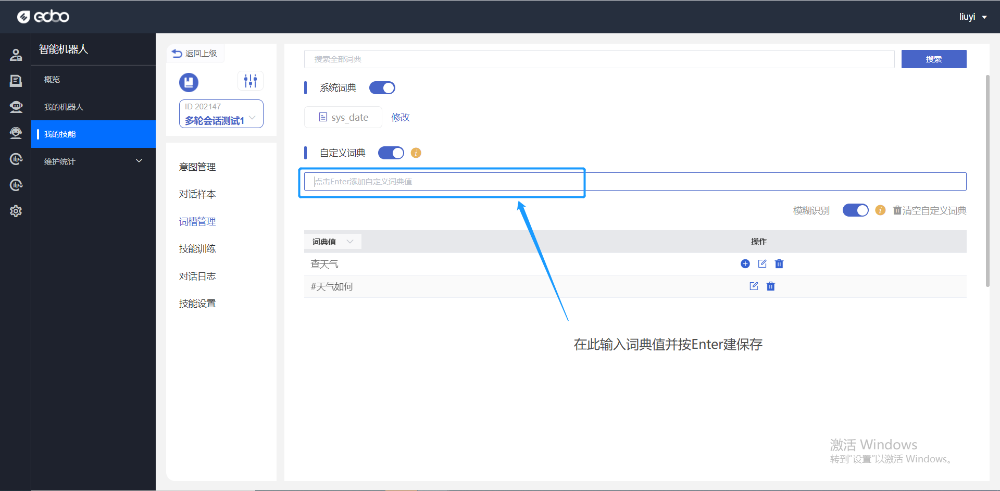 edbo
liuyi
智能机器人
概览
我的机器人
我的技能
维护统计
返回上级
ID 202147
多轮会话测试1
意图管理
对话样本
词槽管理
技能训练
对话日志
技能设置
搜索全部词典
搜索
系统词典
sys_date
修改
自定义词典
点击Enter添加自定义词典值
模糊识别
清空自定义词典
词典值
操作
查天气
#天气如何
在此输入词典值并按Enter建保存
激活 Windows
转到“设置”以激活 Windows。